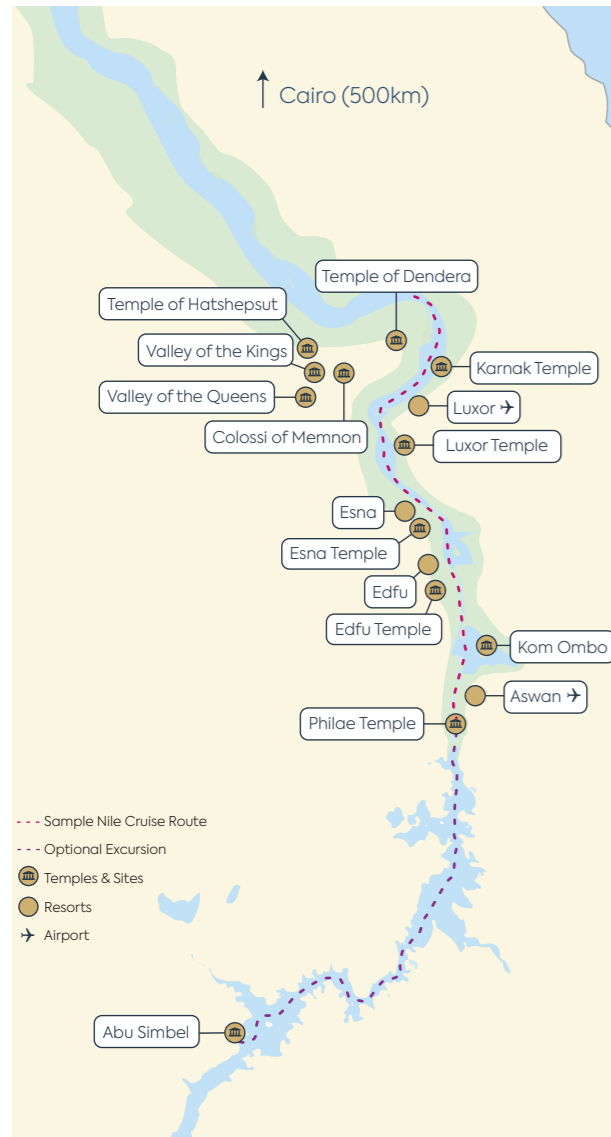 Cairo (500km)
Temple of Dendera
Temple of Hatshepsut
Valley of the Kings
Karnak Temple
Valley of the Queens
Luxor
Colossi of Memnon
Luxor Temple
Esna
Esna Temple
Edfu
Edfu Temple
Kom Ombo
Aswan
Philae Temple
Sample Nile Cruise Route
Optional Excursion
Temples & Sites
Resorts
Airport
Abu Simbel